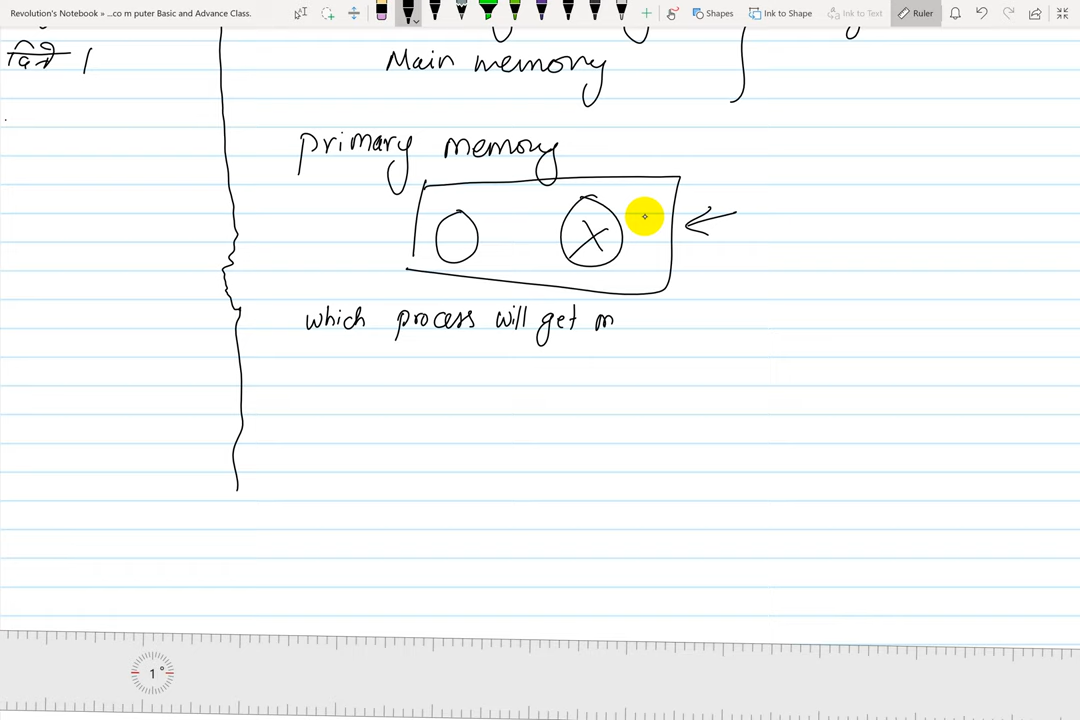 Revolution's Notebook » ...co m puter Basic and Advance Class.
Shapes
Ink to Shape
Ink to Text
Ruler
Main memory
primary memory
which process will get m
1°